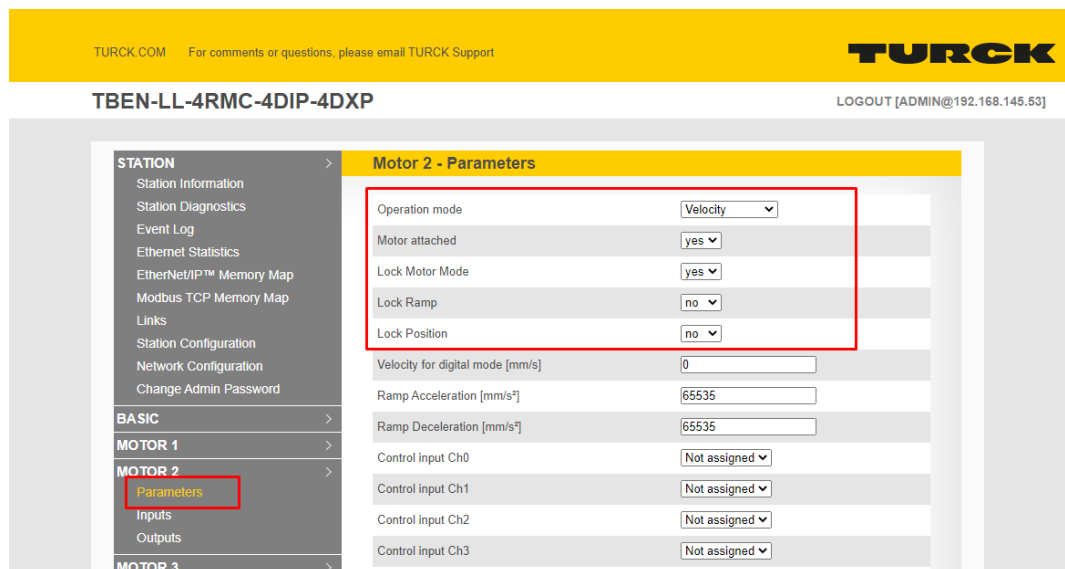 TURCK.COM For comments or questions, please email TURCK Support
TURCK
TBEN-LL-4RMC-4DIP-4DXP
LOGOUT [ADMIN@192.168.145.53]
STATION
Station Information
Station Diagnostics
Event Log
Ethernet Statistics
EtherNet/IP™ Memory Map
Modbus TCP Memory Map
Links
Station Configuration
Network Configuration
Change Admin Password
BASIC
MOTOR 1
MOTOR 2
Parameters
Inputs
Outputs
MOTOR 3
Motor 2 - Parameters
Operation mode Velocity
Motor attached yes
Lock Motor Mode yes
Lock Ramp no
Lock Position no
Velocity for digital mode [mm/s] 0
Ramp Acceleration [mm/s²] 65535
Ramp Deceleration [mm/s²] 65535
Control input Ch0 Not assigned
Control input Ch1 Not assigned
Control input Ch2 Not assigned
Control input Ch3 Not assigned